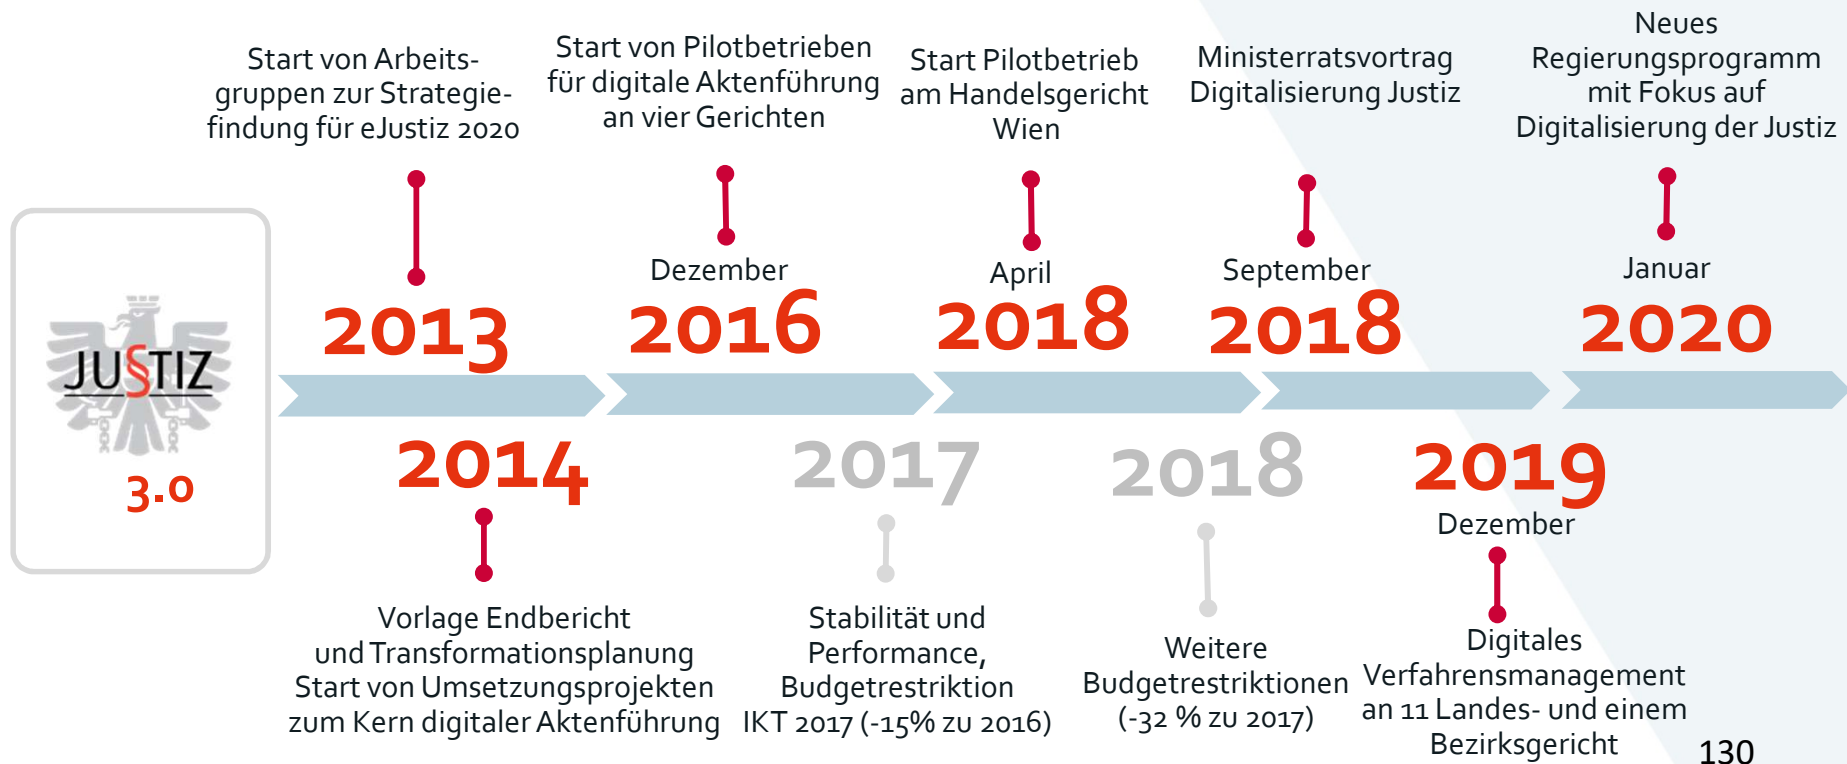 Start von Arbeits-
gruppen zur Strategie-
findung für eJustiz 2020
Start von Pilotbetrieben
für digitale Aktenführung
an vier Gerichten
Start Pilotbetrieb
am Handelsgericht
Wien
Ministerratsvortrag
Digitalisierung Justiz
Neues
Regierungsprogramm
mit Fokus auf
Digitalisierung der Justiz
2013
Dezember
2016
April
2018
September
2018
Januar
2020
JU§TIZ
3.0
2014
Vorlage Endbericht
und Transformationsplanung
Start von Umsetzungsprojekten
zum Kern digitaler Aktenführung
2017
Stabilität und
Performance,
Budgetrestriktion
IKT 2017 (-15% zu 2016)
2018
Weitere
Budgetrestriktionen
(-32 % zu 2017)
2019
Dezember
Digitales
Verfahrensmanagement
an 11 Landes- und einem
Bezirksgericht
130